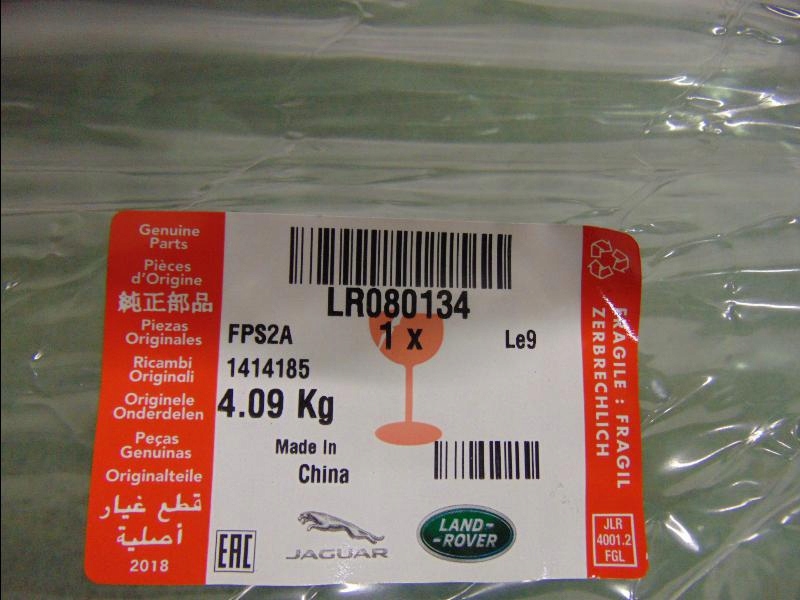 Genuine
Parts
Pièces
d'Origine
純正部品
Piezas
Originales
Ricambi
Originali
Originele
Onderdelen
Peças
Genuinas
Originalteile
قطع غيار
أصلية
2018
LR080134
1 x
FPS2A
Le9
1414185
4.09 Kg
Made In
China
EAC
JAGUAR
LAND-
-ROVER
FRAGILE : FRAGIL
ZERBRECHLICH
JLR
4001.2
FGL